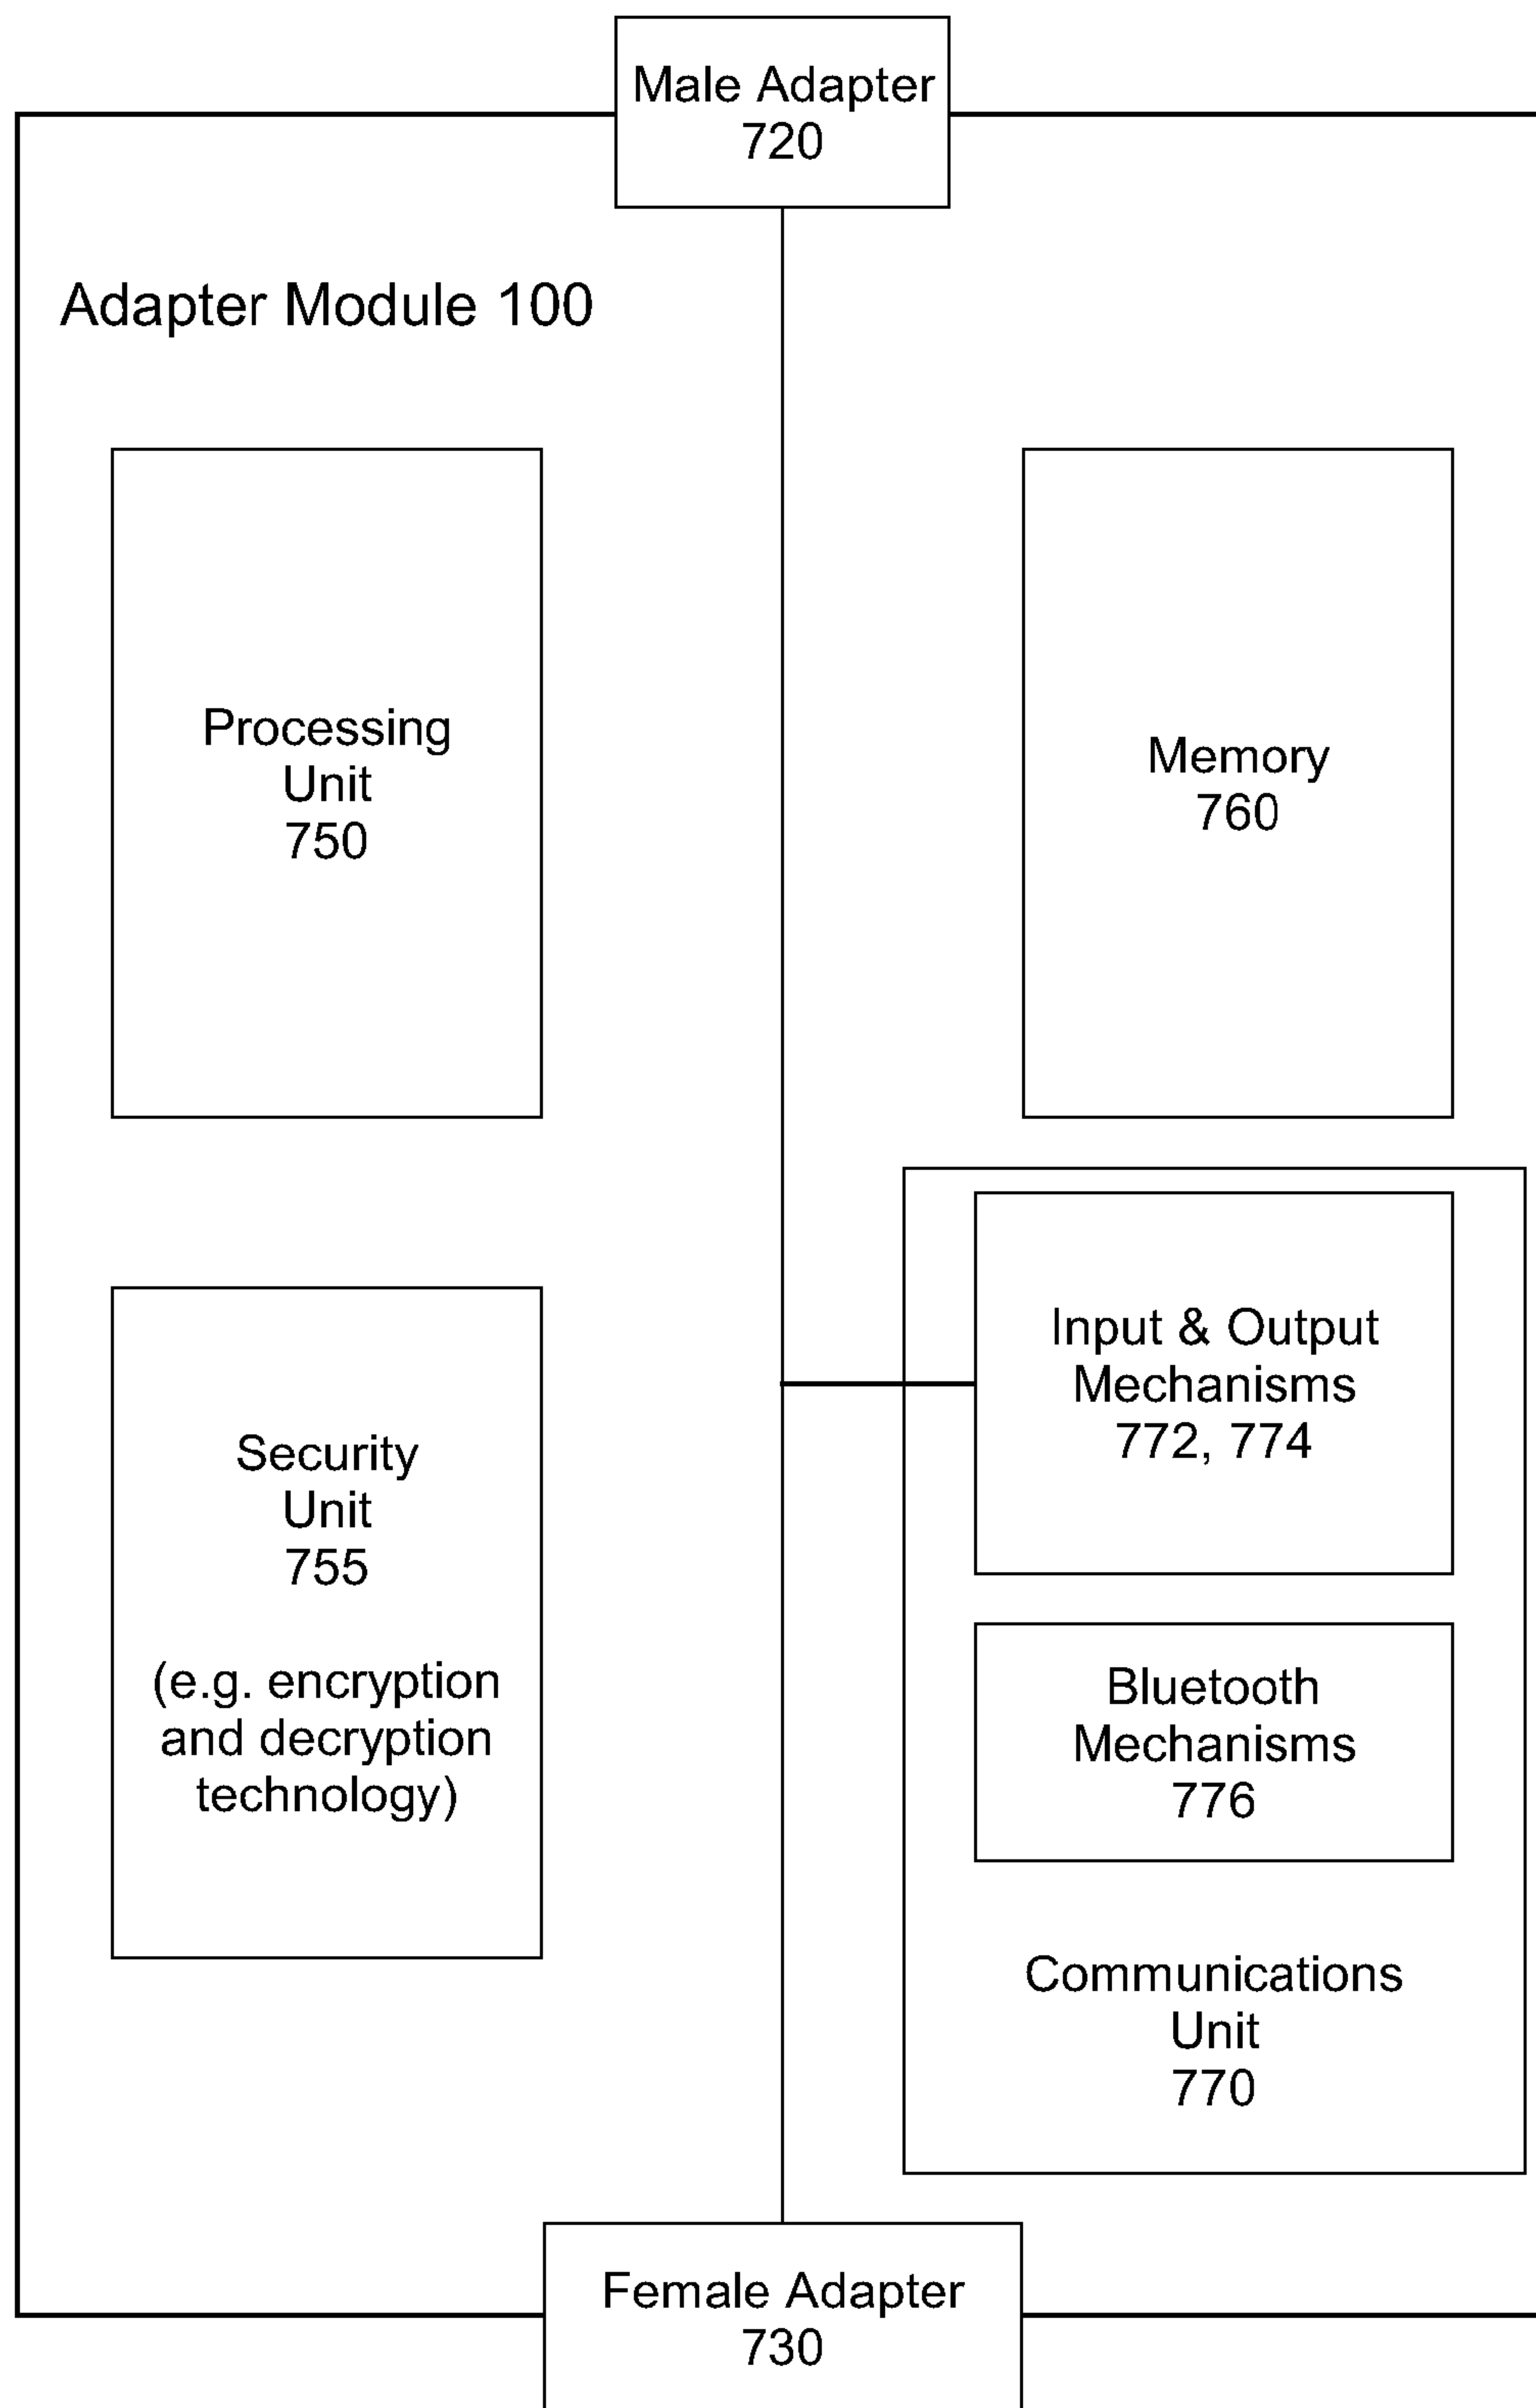 Male Adapter
720
Adapter Module 100
Processing
Unit
750
Memory
760
Security
Unit
755
(e.g. encryption
and decryption
technology)
Input & Output
Mechanisms
772, 774
Bluetooth
Mechanisms
776
Communications
Unit
770
Female Adapter
730